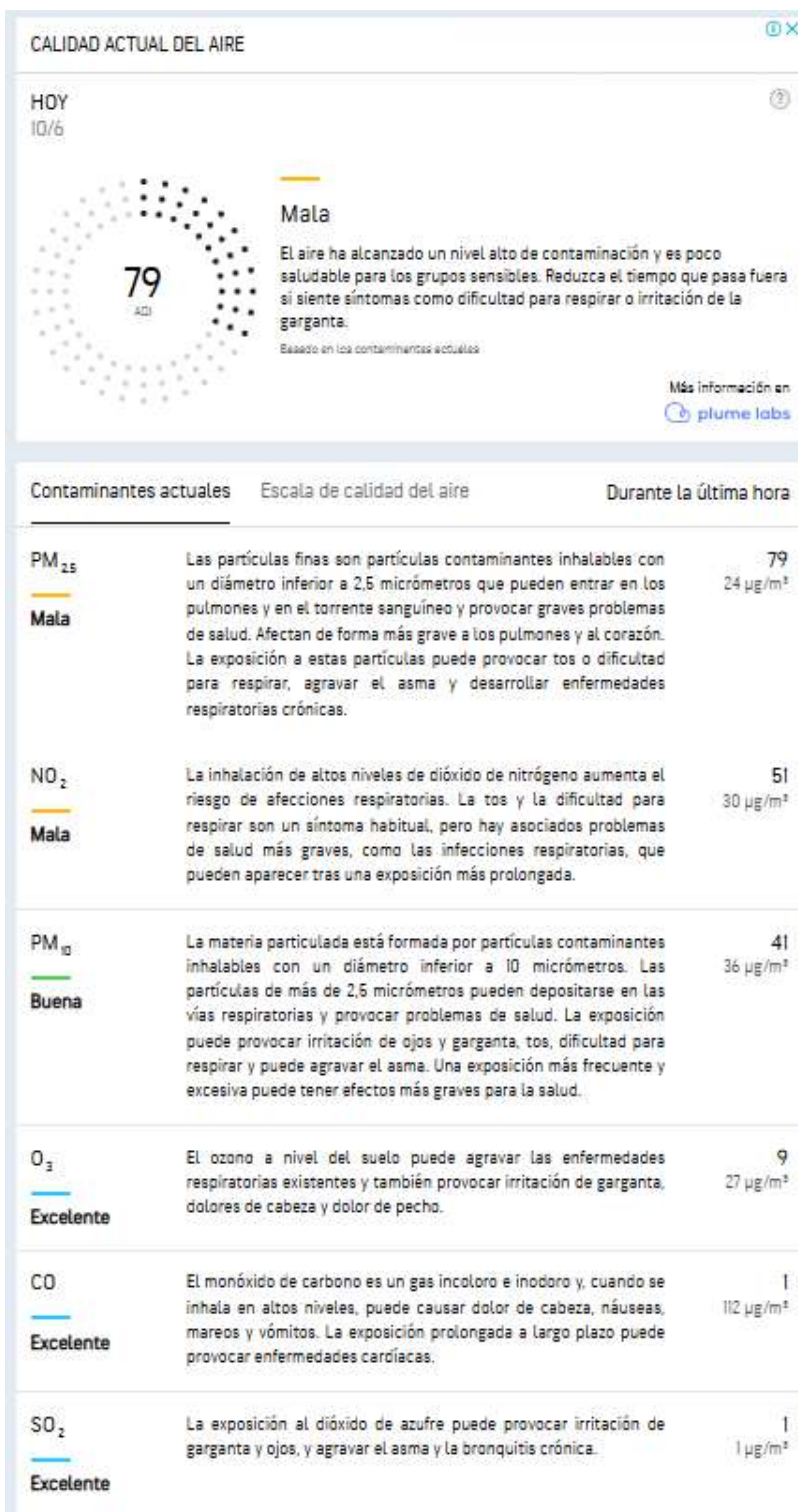 CALIDAD ACTUAL DEL AIRE
HOY
10/6
79
AQI
Mala
El aire ha alcanzado un nivel alto de contaminación y es poco
saludable para los grupos sensibles. Reduzca el tiempo que pasa fuera
si siente síntomas como dificultad para respirar o irritación de la
garganta.
Basado en los contaminantes actuales
Más información en
plume labs
Contaminantes actuales Escala de calidad del aire Durante la última hora
PM2.5
Mala
Las partículas finas son partículas contaminantes inhalables con
un diámetro inferior a 2,5 micrómetros que pueden entrar en los
pulmones y en el torrente sanguíneo y provocar graves problemas
de salud. Afectan de forma más grave a los pulmones y al corazón.
La exposición a estas partículas puede provocar tos o dificultad
para respirar, agravar el asma y desarrollar enfermedades
respiratorias crónicas.
79
24 µg/m³
NO2
Mala
La inhalación de altos niveles de dióxido de nitrógeno aumenta el
riesgo de afecciones respiratorias. La tos y la dificultad para
respirar son un síntoma habitual, pero hay asociados problemas
de salud más graves, como las infecciones respiratorias, que
pueden aparecer tras una exposición más prolongada.
51
30 µg/m³
PM10
Buena
La materia particulada está formada por partículas contaminantes
inhalables con un diámetro inferior a 10 micrómetros. Las
partículas de más de 2,5 micrómetros pueden depositarse en las
vías respiratorias y provocar problemas de salud. La exposición
puede provocar irritación de ojos y garganta, tos, dificultad para
respirar y puede agravar el asma. Una exposición más frecuente y
excesiva puede tener efectos más graves para la salud.
41
36 µg/m³
O3
Excelente
El ozono a nivel del suelo puede agravar las enfermedades
respiratorias existentes y también provocar irritación de garganta,
dolores de cabeza y dolor de pecho.
9
27 µg/m³
CO
Excelente
El monóxido de carbono es un gas incoloro e inodoro y, cuando se
inhala en altos niveles, puede causar dolor de cabeza, náuseas,
mareos y vómitos. La exposición prolongada a largo plazo puede
provocar enfermedades cardíacas.
1
112 µg/m³
SO2
Excelente
La exposición al dióxido de azufre puede provocar irritación de
garganta y ojos, y agravar el asma y la bronquitis crónica.
1
1 µg/m³